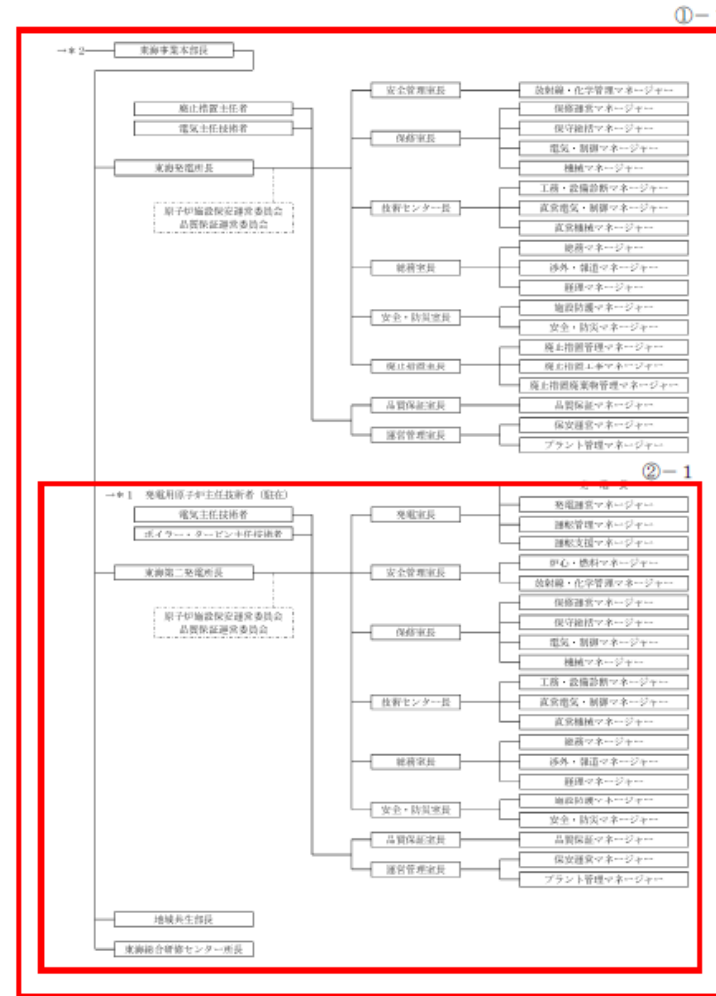 ①-
→＊2
東海事業本部長
安全管理室長
放射線・化学管理マネージャー
廃止措置主任者
保修運営マネージャー
電気主任技術者
保修室長
保守総括マネージャー
電気・制御マネージャー
東海発電所長
機械マネージャー
原子炉施設保安運営委員会
品質保証運営委員会
技術センター長
工務・設備診断マネージャー
直営電気・制御マネージャー
直営機械マネージャー
総務室長
総務マネージャー
渉外・報道マネージャー
経理マネージャー
安全・防災室長
施設防護マネージャー
安全・防災マネージャー
廃止措置室長
廃止措置管理マネージャー
廃止措置工事マネージャー
廃止措置廃棄物管理マネージャー
品質保証室長
品質保証マネージャー
運営管理室長
保安運営マネージャー
プラント管理マネージャー
②-1
→＊1 発電用原子炉主任技術者（駐在）
電気主任技術者
ボイラー・タービン主任技術者
発電室長
発電運営マネージャー
運転管理マネージャー
運転支援マネージャー
東海第二発電所長
安全管理室長
炉心・燃料マネージャー
放射線・化学管理マネージャー
原子炉施設保安運営委員会
品質保証運営委員会
保修室長
保修運営マネージャー
保守総括マネージャー
電気・制御マネージャー
機械マネージャー
技術センター長
工務・設備診断マネージャー
直営電気・制御マネージャー
直営機械マネージャー
総務室長
総務マネージャー
渉外・報道マネージャー
経理マネージャー
安全・防災室長
施設防護マネージャー
安全・防災マネージャー
品質保証室長
品質保証マネージャー
運営管理室長
保安運営マネージャー
プラント管理マネージャー
地域共生部長
東海総合研修センター所長